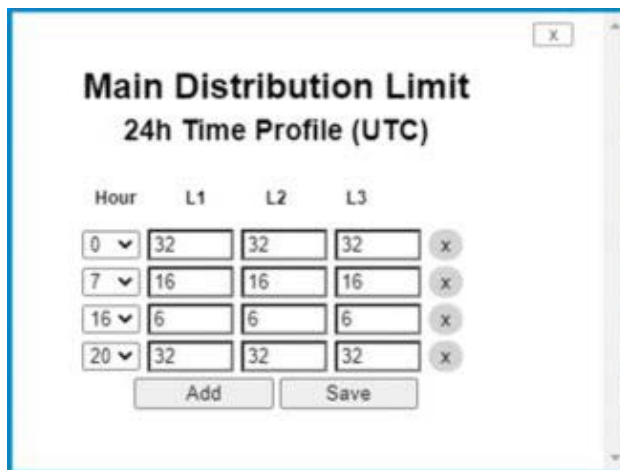 x
Main Distribution Limit
24h Time Profile (UTC)
Hour L1 L2 L3
0 32 32 32 x
7 16 16 16 x
16 6 6 6 x
20 32 32 32 x
Add Save